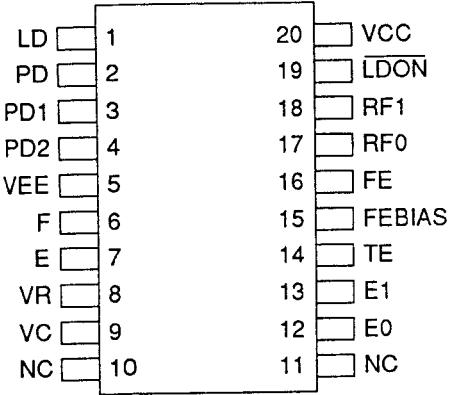 LD 1 20 VCC
PD 2 19 L̅D̅O̅N̅
PD1 3 18 RF1
PD2 4 17 RF0
VEE 5 16 FE
F 6 15 FEBIAS
E 7 14 TE
VR 8 13 E1
VC 9 12 E0
NC 10 11 NC